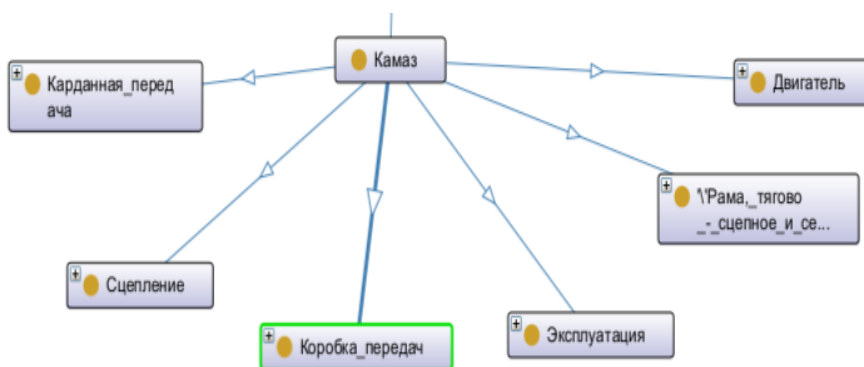 Камаз
Карданная_перед
ача
Двигатель
'\'Рама,_тягово
_-_сцепное_и_се...
Сцепление
Эксплуатация
Коробка_передач